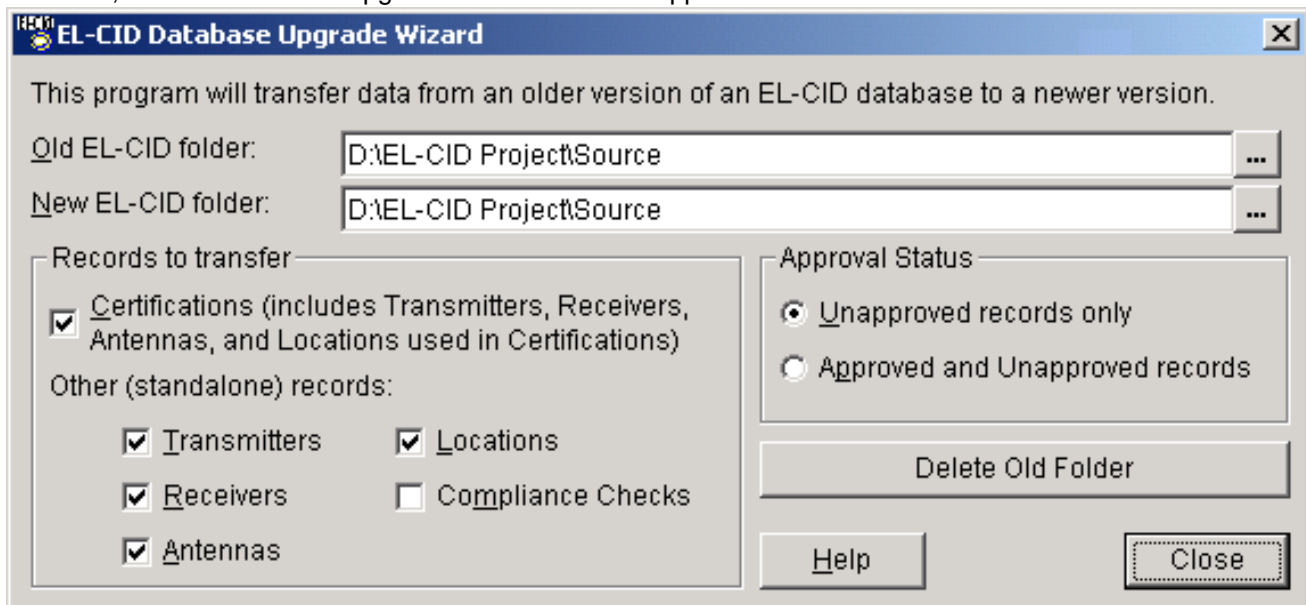 EL-CID Database Upgrade Wizard
This program will transfer data from an older version of an EL-CID database to a newer version.
Old EL-CID folder:
D:\EL-CID Project\Source
...
New EL-CID folder:
D:\EL-CID Project\Source
...
Records to transfer
Certifications (includes Transmitters, Receivers,
Antennas, and Locations used in Certifications)
Other (standalone) records:
Transmitters
Locations
Receivers
Compliance Checks
Antennas
Approval Status
Unapproved records only
Approved and Unapproved records
Delete Old Folder
Help
Close